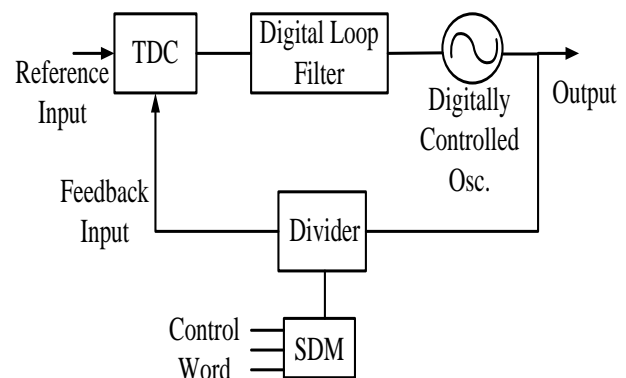 TDC
Digital Loop
Filter
Reference
Input
Digitally
Controlled
Osc.
Output
Feedback
Input
Divider
Control
Word
SDM